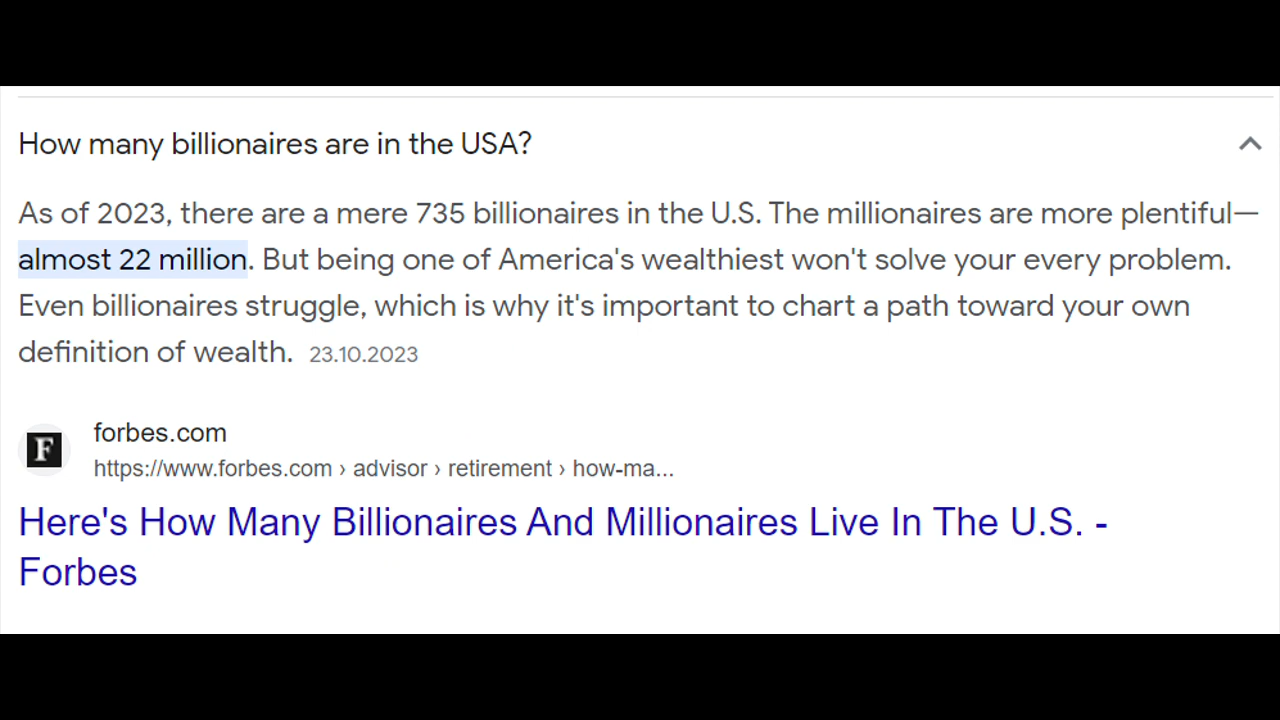 How many billionaires are in the USA?
As of 2023, there are a mere 735 billionaires in the U.S. The millionaires are more plentiful—
almost 22 million. But being one of America's wealthiest won't solve your every problem.
Even billionaires struggle, which is why it's important to chart a path toward your own
definition of wealth. 23.10.2023
F
forbes.com
https://www.forbes.com › advisor › retirement › how-ma...
Here's How Many Billionaires And Millionaires Live In The U.S. -
Forbes